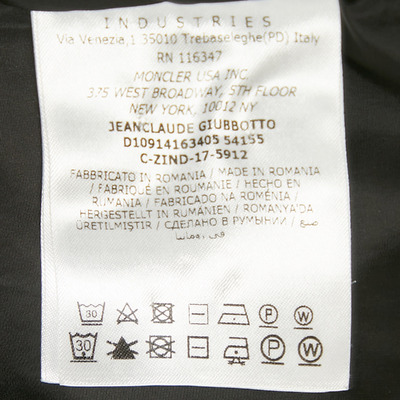 INDUSTRIES
Via Venezia,1 35010 Trebaseleghe(PD) Italy
RN 116347
MONCLER USA INC.
375 WEST BROADWAY, 5TH FLOOR
NEW YORK, 10012 NY
JEANCLAUDE GIUBBOTTO
D10914163405 54155
C-ZIND-17-5912
FABBRICATO IN ROMANIA / MADE IN ROMANIA
/ FABRIQUÉ EN ROUMANIE / HECHO EN
RUMANIA / FABRICADO NA ROMÉNIA /
HERGESTELLT IN RUMÄNIEN / ROMANYA'DA
ÜRETILMIŞTIR / СДЕЛАНО В РУМЫНИИ / صنع
في رومانيا
30 P W
30 P W